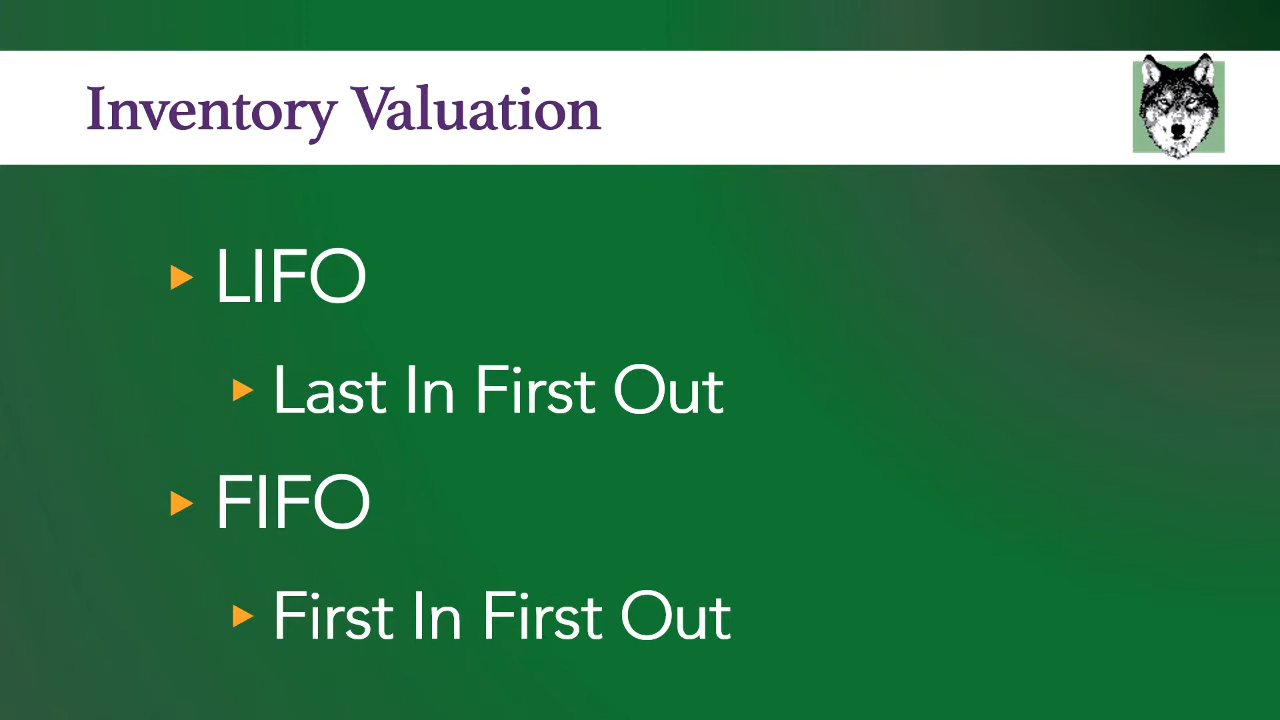 Inventory Valuation
LIFO
Last In First Out
FIFO
First In First Out